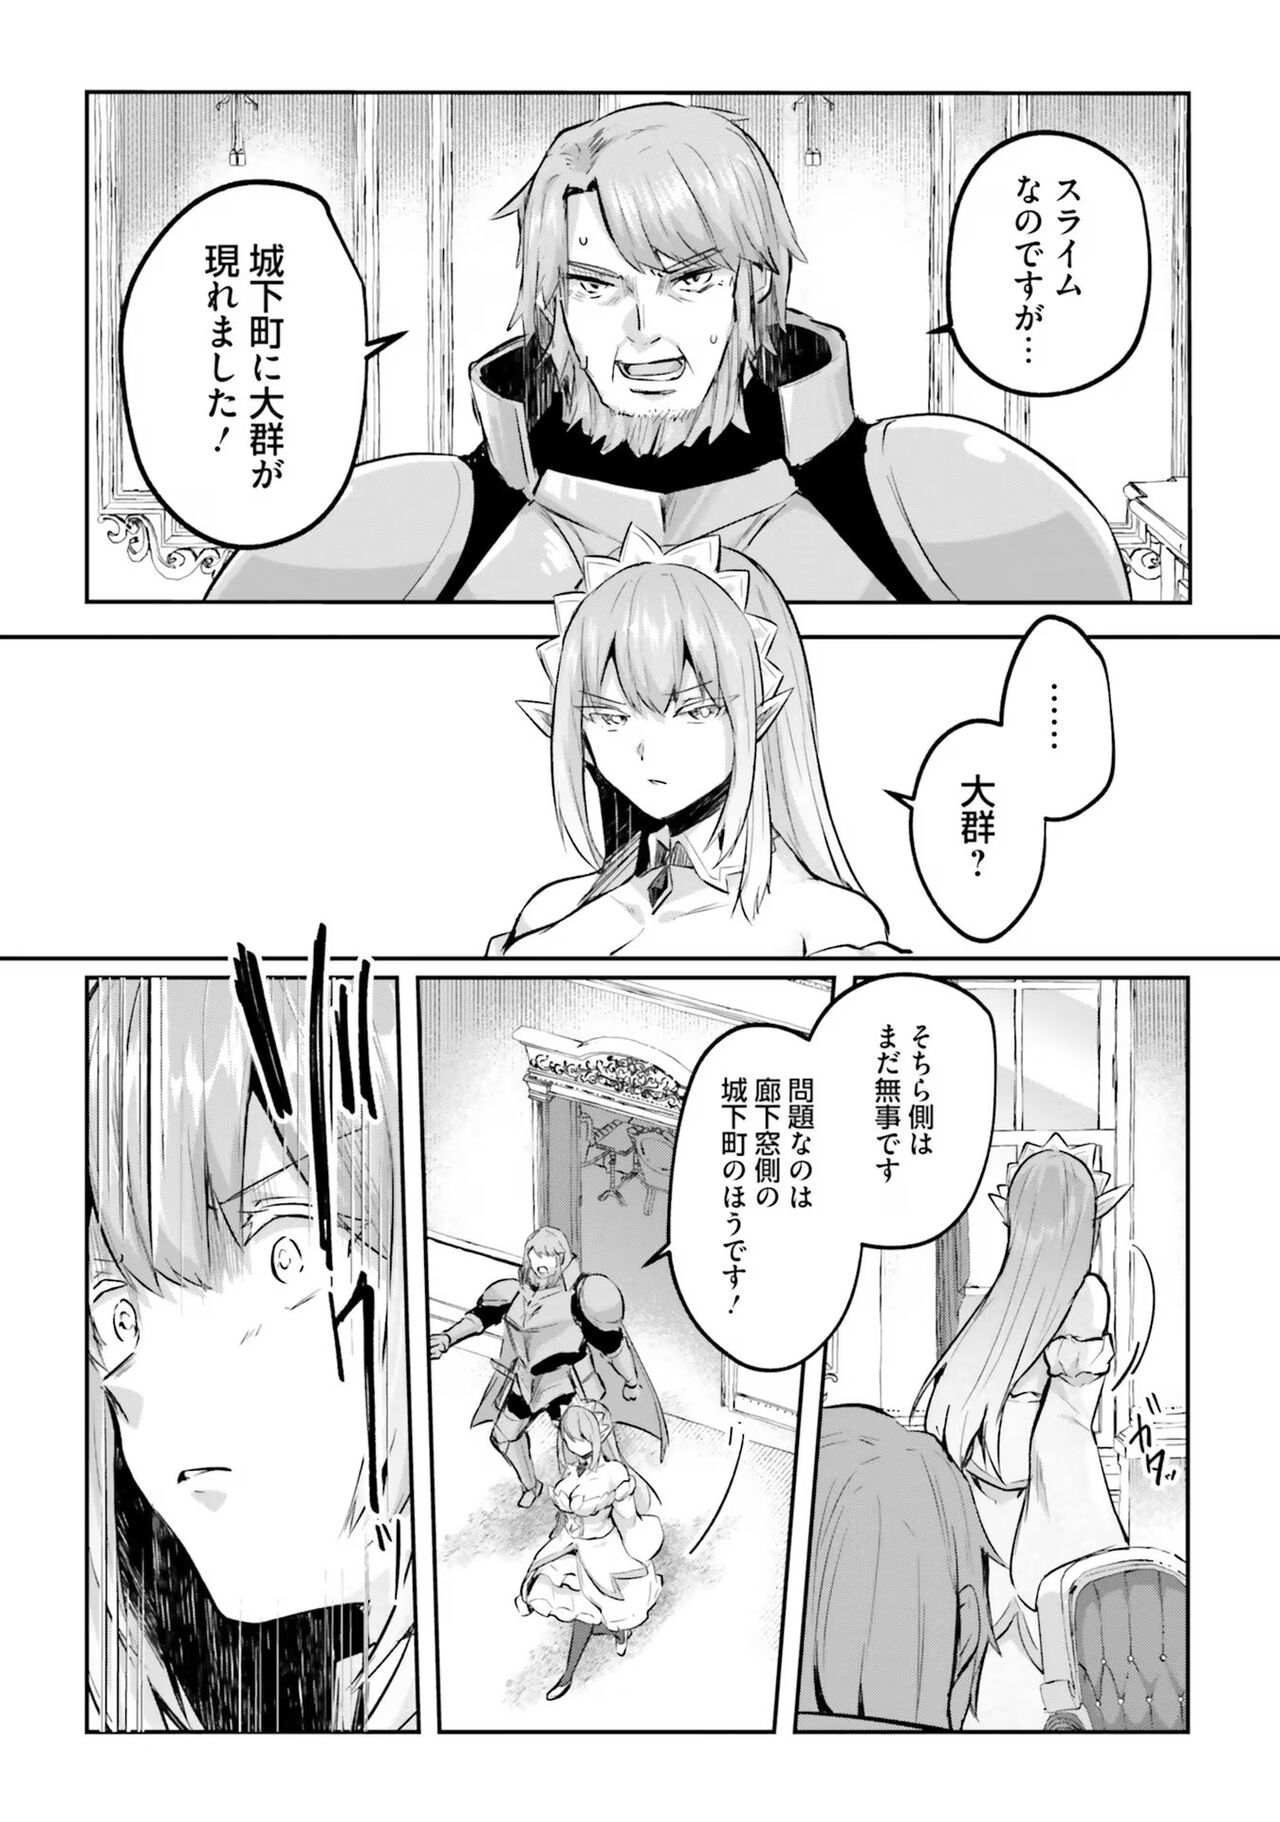 スライム
なのですが…
城下町に大群が
現れました！
……
大群？
ガタッ
そちら側は
まだ無事です
問題なのは
廊下窓側の
城下町のほうです！